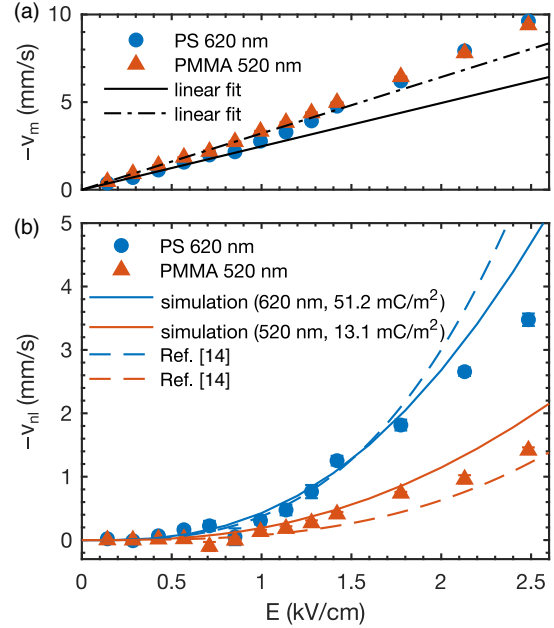 (a)
10
5
0
−v_m (mm/s)
PS 620 nm
PMMA 520 nm
linear fit
linear fit
(b)
5
4
3
2
1
0
−v_nl (mm/s)
PS 620 nm
PMMA 520 nm
simulation (620 nm, 51.2 mC/m²)
simulation (520 nm, 13.1 mC/m²)
Ref. [14]
Ref. [14]
0 0.5 1 1.5 2 2.5
E (kV/cm)